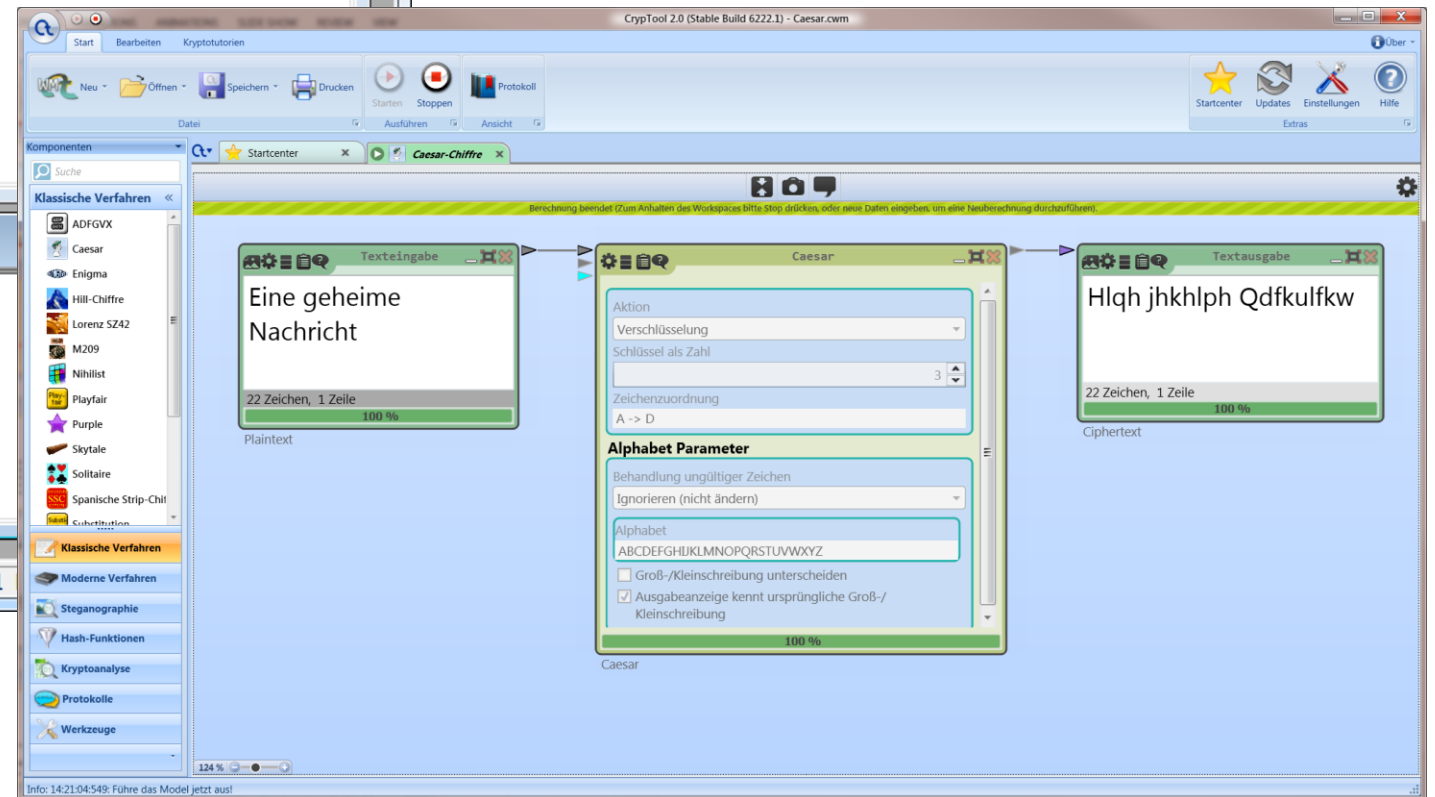 CrypTool 2.0 (Stable Build 6222.1) - Caesar.cwm
Start Bearbeiten Kryptotutorien Über
Neu Öffnen Speichern Drucken Starten Stoppen Protokoll Startcenter Updates Einstellungen Hilfe
Datei Ausführen Ansicht Extras
Komponenten
Startcenter Caesar-Chiffre
Suche
Klassische Verfahren
ADFGVX
Caesar
Enigma
Hill-Chiffre
Lorenz SZ42
M209
Nihilist
Playfair
Purple
Skytale
Solitaire
Spanische Strip-Chif
Substitution
Klassische Verfahren
Moderne Verfahren
Steganographie
Hash-Funktionen
Kryptoanalyse
Protokolle
Werkzeuge
Berechnung beendet (Zum Anhalten des Workspaces bitte Stop drücken, oder neue Daten eingeben, um eine Neuberechnung durchzuführen).
Texteingabe
Eine geheime
Nachricht
22 Zeichen, 1 Zeile
100 %
Plaintext
Caesar
Aktion
Verschlüsselung
Schlüssel als Zahl
3
Zeichenzuordnung
A -> D
Alphabet Parameter
Behandlung ungültiger Zeichen
Ignorieren (nicht ändern)
Alphabet
ABCDEFGHIJKLMNOPQRSTUVWXYZ
Groß-/Kleinschreibung unterscheiden
Ausgabeanzeige kennt ursprüngliche Groß-/
Kleinschreibung
100 %
Caesar
Textausgabe
Hlqh jhkhlph Qdfkulfkw
22 Zeichen, 1 Zeile
100 %
Ciphertext
124 %
Info: 14:21:04:549: Führe das Model jetzt aus!